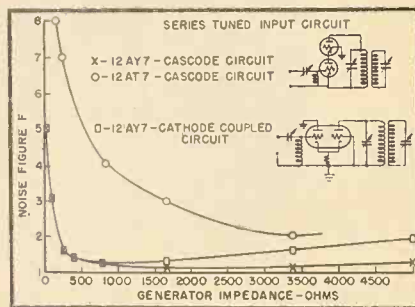 SERIES TUNED INPUT CIRCUIT
X-12AY7-CASCODE CIRCUIT
O-12AT7-CASCODE CIRCUIT
□-12AY7-CATHODE COUPLED
CIRCUIT
NOISE FIGURE F
8
7
6
5
4
3
2
1
0 500 1000 1500 2000 2500 3000 3500 4000 4500
GENERATOR IMPEDANCE-OHMS